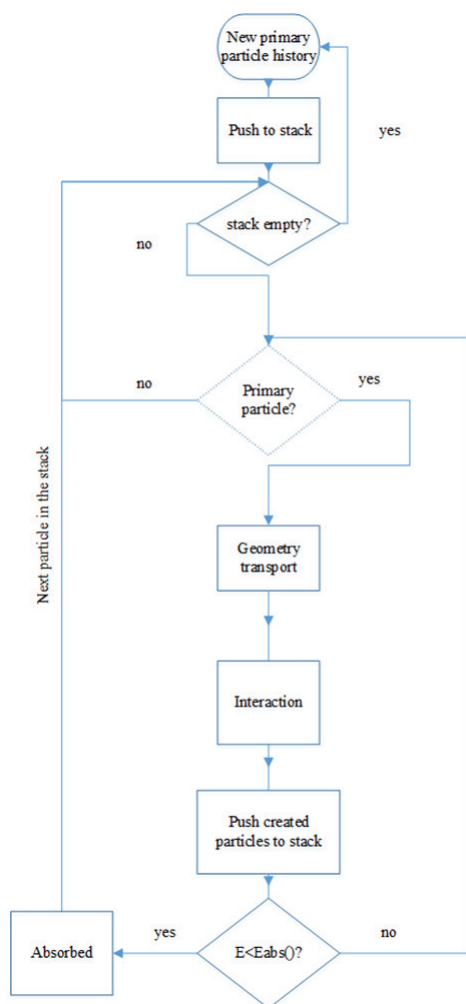 New primary
particle history
Push to stack
yes
stack empty?
no
no
Primary
particle?
yes
Next particle in the stack
Geometry
transport
Interaction
Push created
particles to stack
Absorbed
yes
E<Eabs()?
no